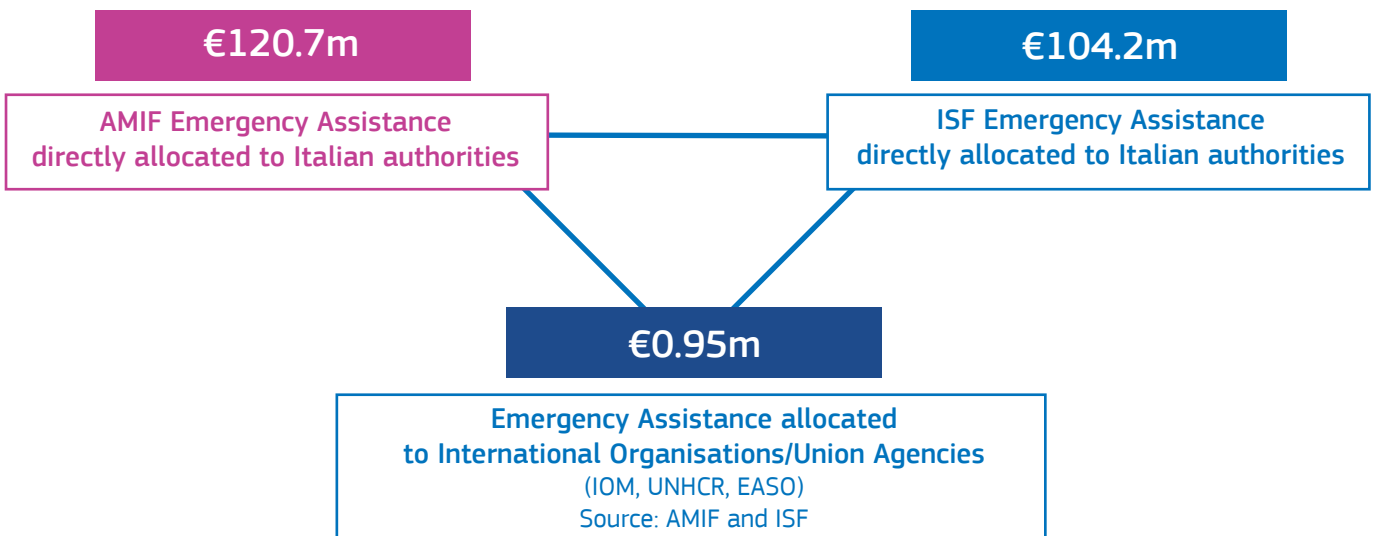 €120.7m
AMIF Emergency Assistance
directly allocated to Italian authorities
€104.2m
ISF Emergency Assistance
directly allocated to Italian authorities
€0.95m
Emergency Assistance allocated
to International Organisations/Union Agencies
(IOM, UNHCR, EASO)
Source: AMIF and ISF